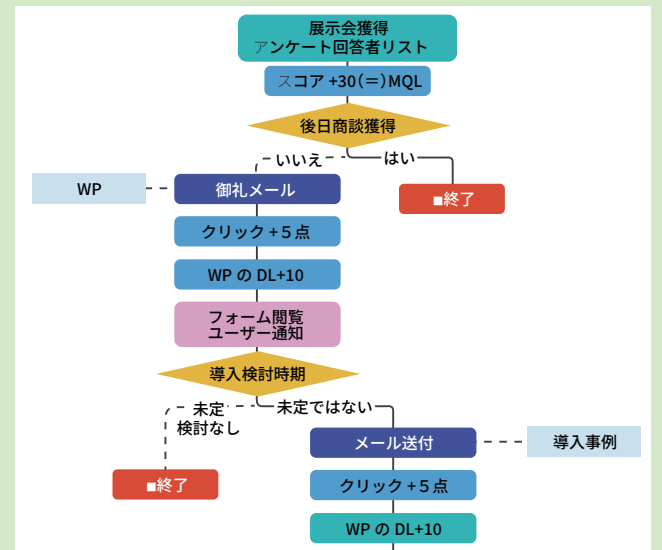 展示会獲得
アンケート回答者リスト
スコア +30(=)MQL
後日商談獲得
いいえ
はい
WP
御礼メール
■終了
クリック +5点
WP の DL+10
フォーム閲覧
ユーザー通知
導入検討時期
未定
検討なし
未定ではない
メール送付
導入事例
■終了
クリック +5点
WP の DL+10